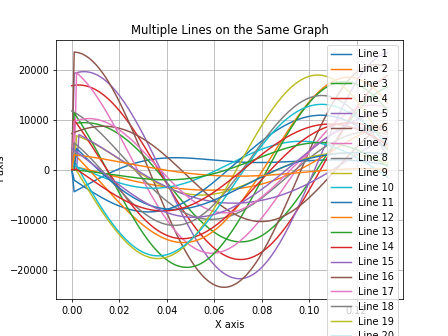 Multiple Lines on the Same Graph
20000
10000
0
−10000
−20000
0.00 0.02 0.04 0.06 0.08 0.10
X axis
Line 1
Line 2
Line 3
Line 4
Line 5
Line 6
Line 7
Line 8
Line 9
Line 10
Line 11
Line 12
Line 13
Line 14
Line 15
Line 16
Line 17
Line 18
Line 19
Line 20